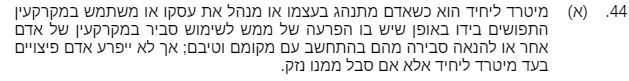 44. (א) מיטרד ליחיד הוא כשאדם מתנהג בעצמו או מנהל את עסקו או משתמש במקרקעין
התפושים בידו באופן שיש בו הפרעה של ממש לשימוש סביר במקרקעין של אדם
אחר או להנאה סבירה מהם בהתחשב עם מקומם וטיבם; אך לא ייפרע אדם פיצויים
בעד מיטרד ליחיד אלא אם סבל ממנו נזק.